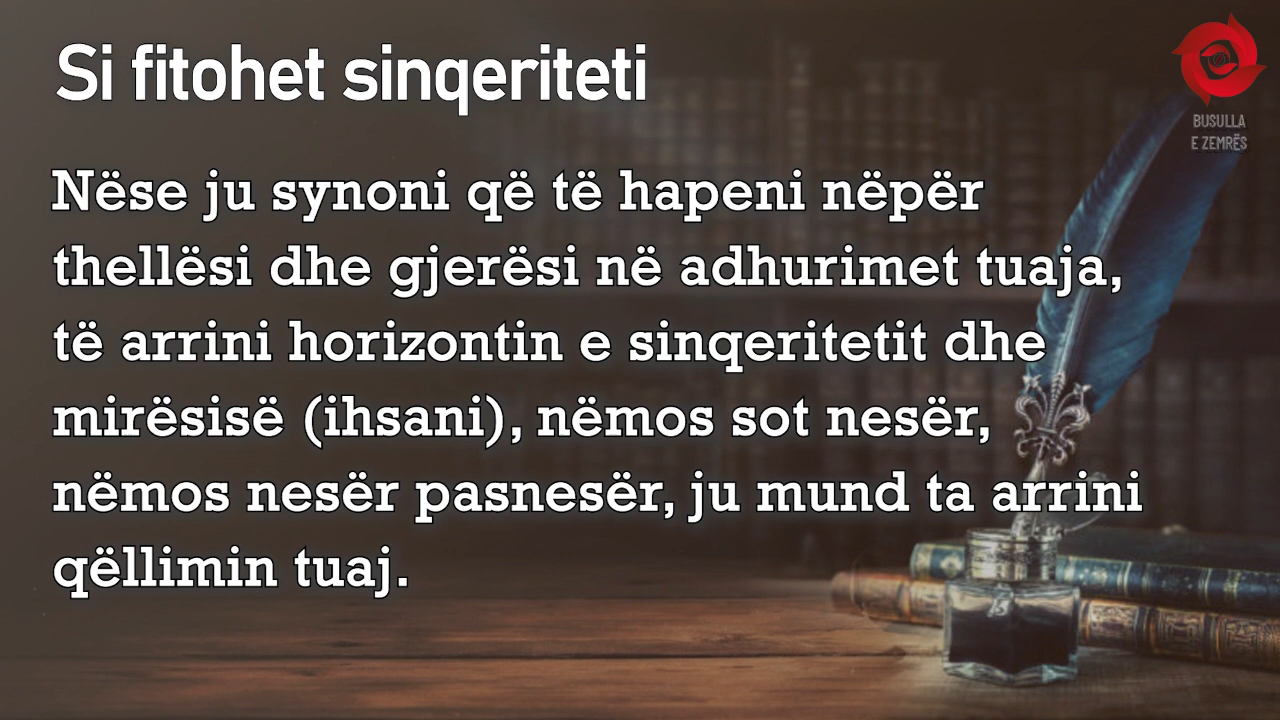 Si fitohet sinqeriteti
BUSULLA
E ZEMRËS
Nëse ju synoni që të hapeni nëpër
thellësi dhe gjerësi në adhurimet tuaja,
të arrini horizontin e sinqeritetit dhe
mirësisë (ihsani), nëmos sot nesër,
nëmos nesër pasnesër, ju mund ta arrini
qëllimin tuaj.